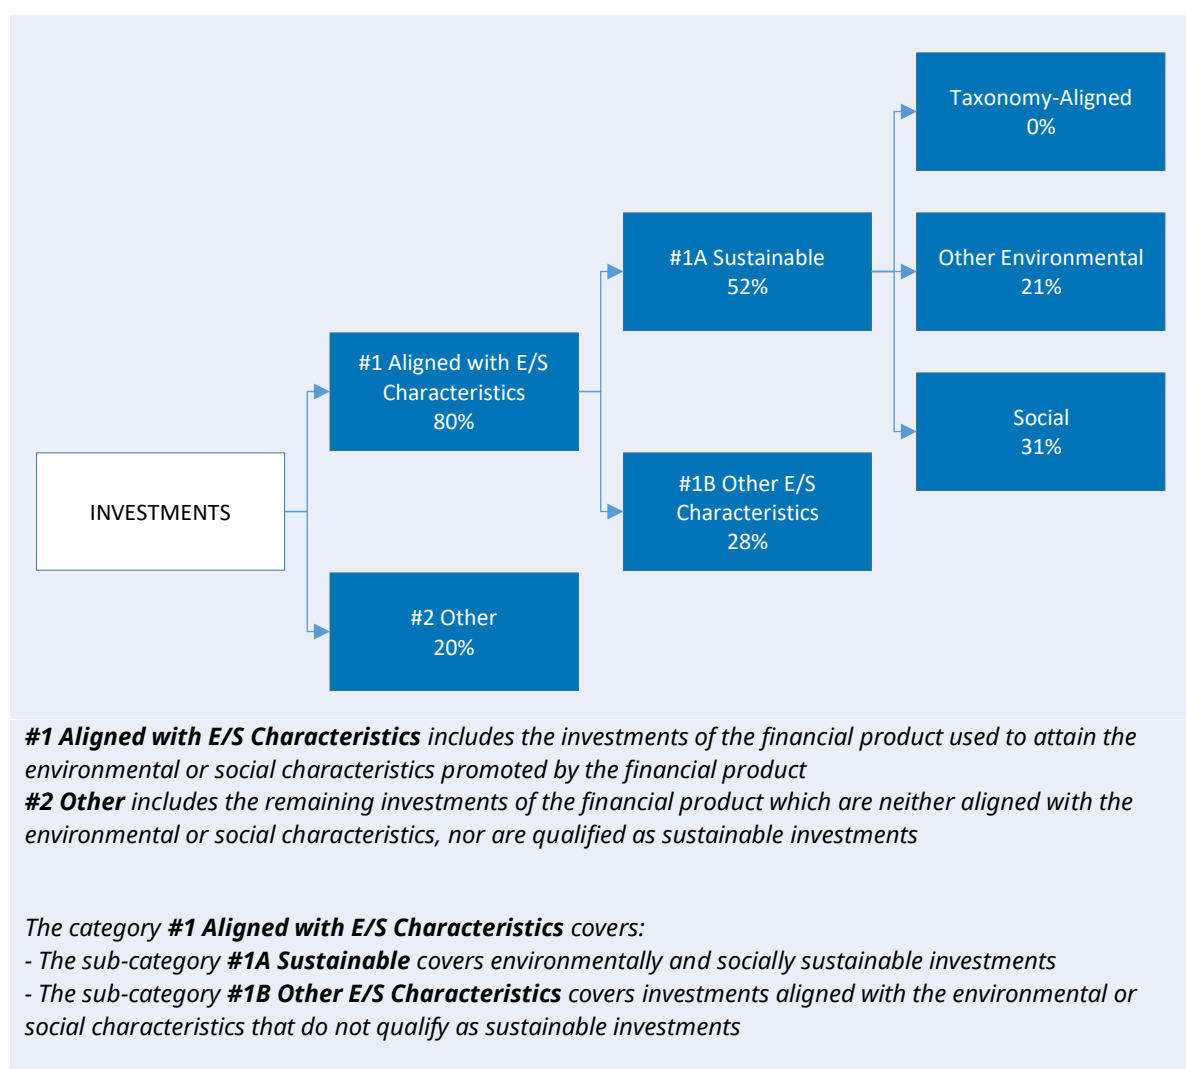 Taxonomy-Aligned
0%
#1A Sustainable
52%
Other Environmental
21%
#1 Aligned with E/S
Characteristics
80%
Social
31%
INVESTMENTS
#1B Other E/S
Characteristics
28%
#2 Other
20%
#1 Aligned with E/S Characteristics includes the investments of the financial product used to attain the
environmental or social characteristics promoted by the financial product
#2 Other includes the remaining investments of the financial product which are neither aligned with the
environmental or social characteristics, nor are qualified as sustainable investments
The category #1 Aligned with E/S Characteristics covers:
- The sub-category #1A Sustainable covers environmentally and socially sustainable investments
- The sub-category #1B Other E/S Characteristics covers investments aligned with the environmental or
social characteristics that do not qualify as sustainable investments